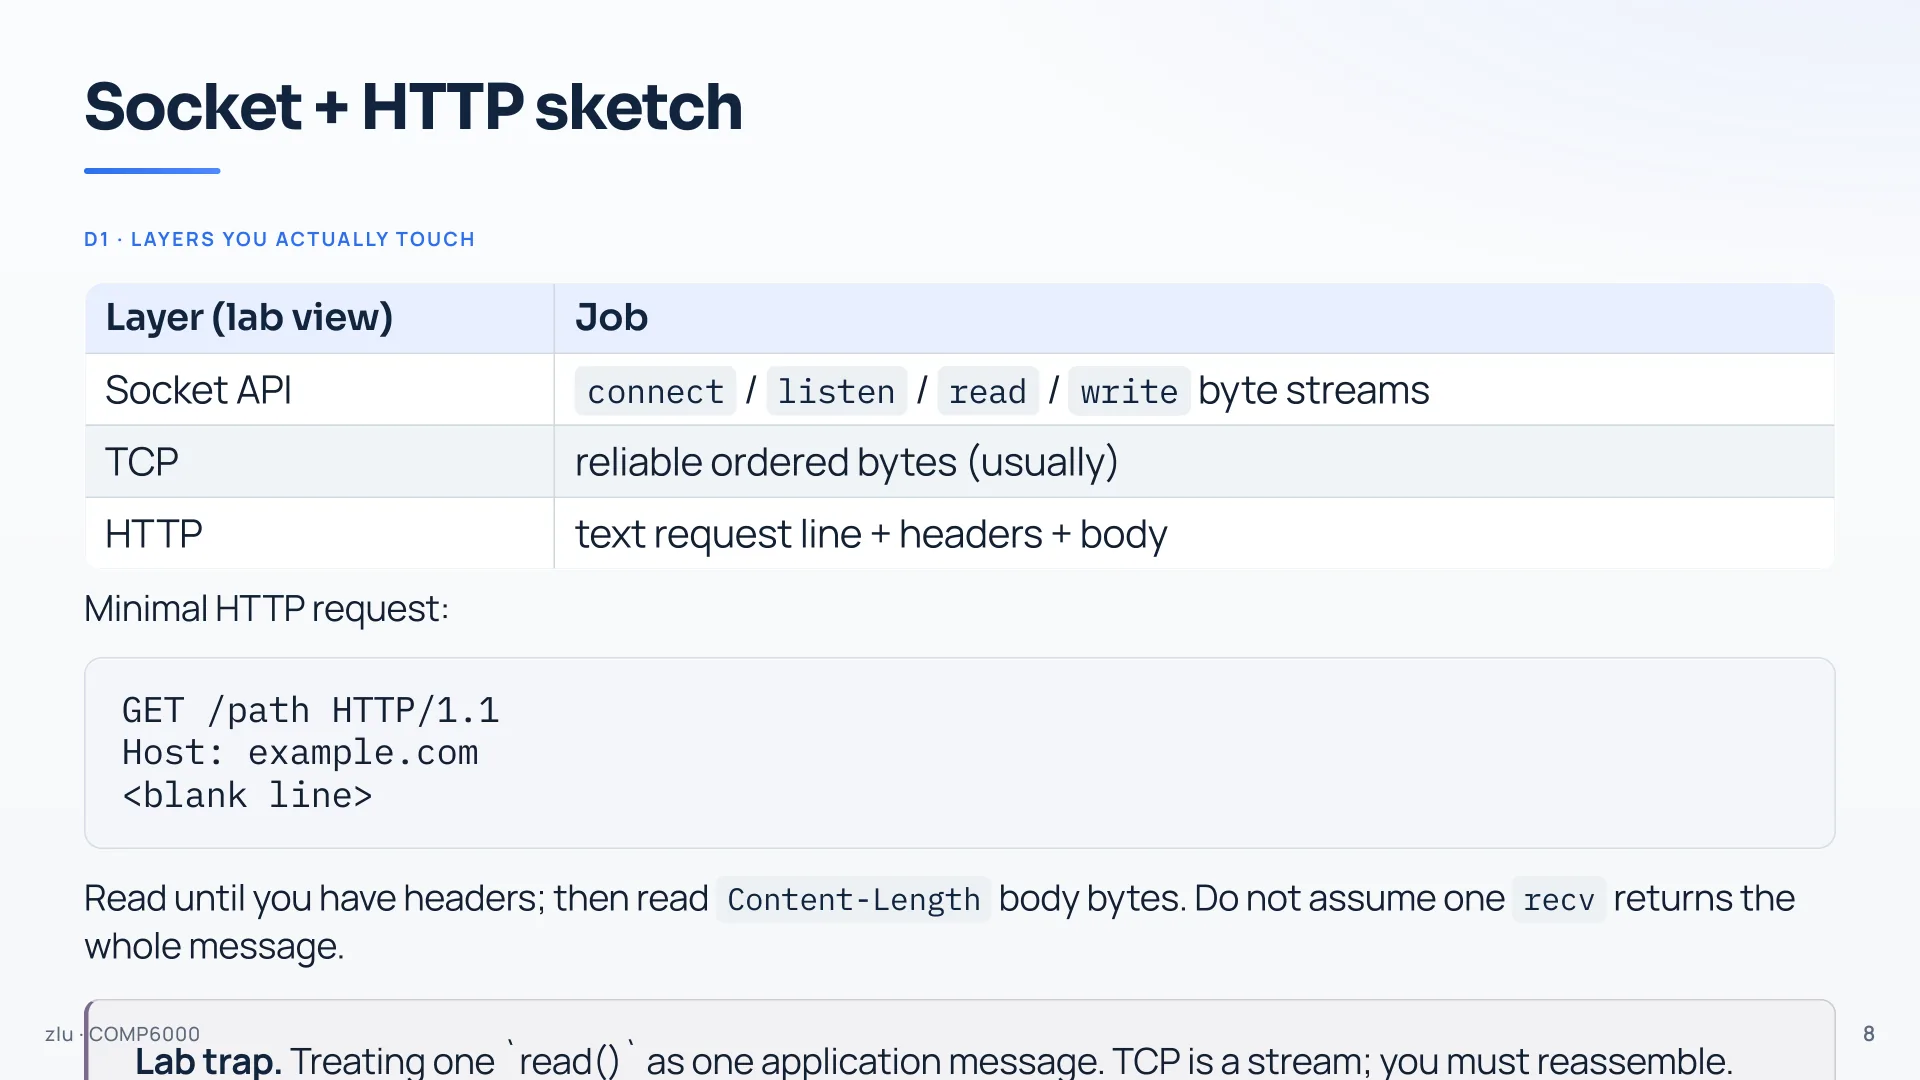 Socket + HTTP sketch
D1 · LAYERS YOU ACTUALLY TOUCH
Layer (lab view) Job
Socket API connect / listen / read / write byte streams
TCP reliable ordered bytes (usually)
HTTP text request line + headers + body
Minimal HTTP request:
GET /path HTTP/1.1
Host: example.com
<blank line>
Read until you have headers; then read Content-Length body bytes. Do not assume one recv returns the
whole message.
Lab trap. Treating one `read()` as one application message. TCP is a stream; you must reassemble.
zlu · COMP6000
8